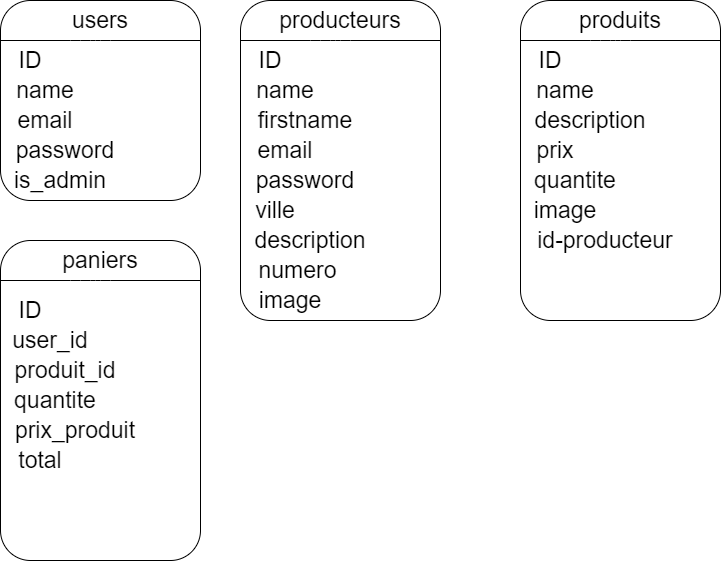 users
ID
name
email
password
is_admin
producteurs
ID
name
firstname
email
password
ville
description
numero
image
produits
ID
name
description
prix
quantite
image
id-producteur
paniers
ID
user_id
produit_id
quantite
prix_produit
total